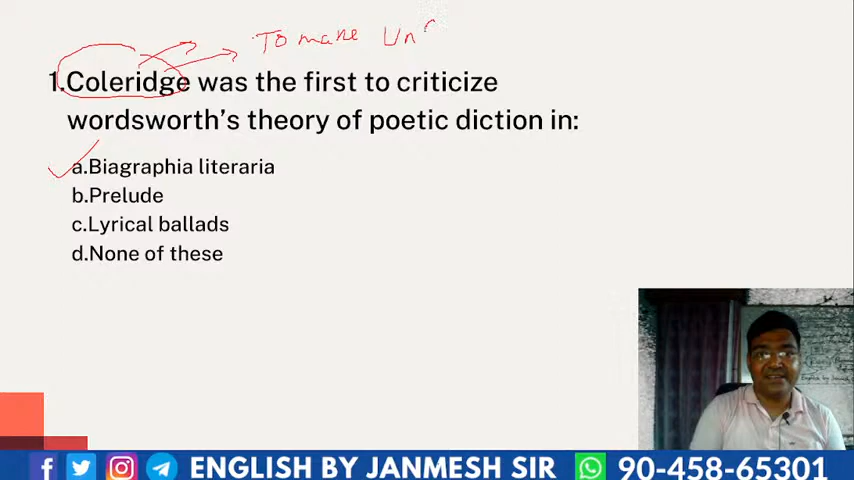 To make Un
1.Coleridge was the first to criticize
wordsworth's theory of poetic diction in:
a.Biagraphia literaria
b.Prelude
c.Lyrical ballads
d.None of these
ENGLISH BY JANMESH SIR 90-458-65301